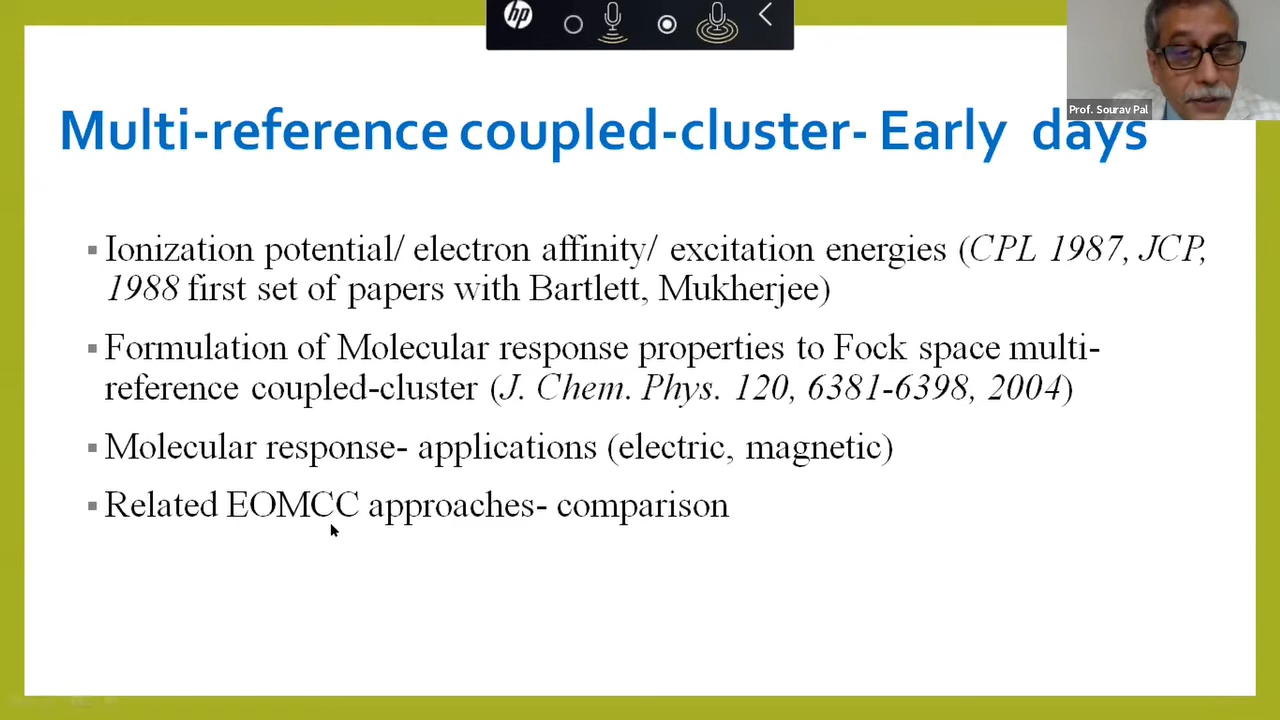 hp
Prof. Sourav Pal
Multi-reference coupled-cluster- Early days
▪ Ionization potential/ electron affinity/ excitation energies (CPL 1987, JCP,
1988 first set of papers with Bartlett, Mukherjee)
▪ Formulation of Molecular response properties to Fock space multi-
reference coupled-cluster (J. Chem. Phys. 120, 6381-6398, 2004)
▪ Molecular response- applications (electric, magnetic)
▪ Related EOMCC approaches- comparison